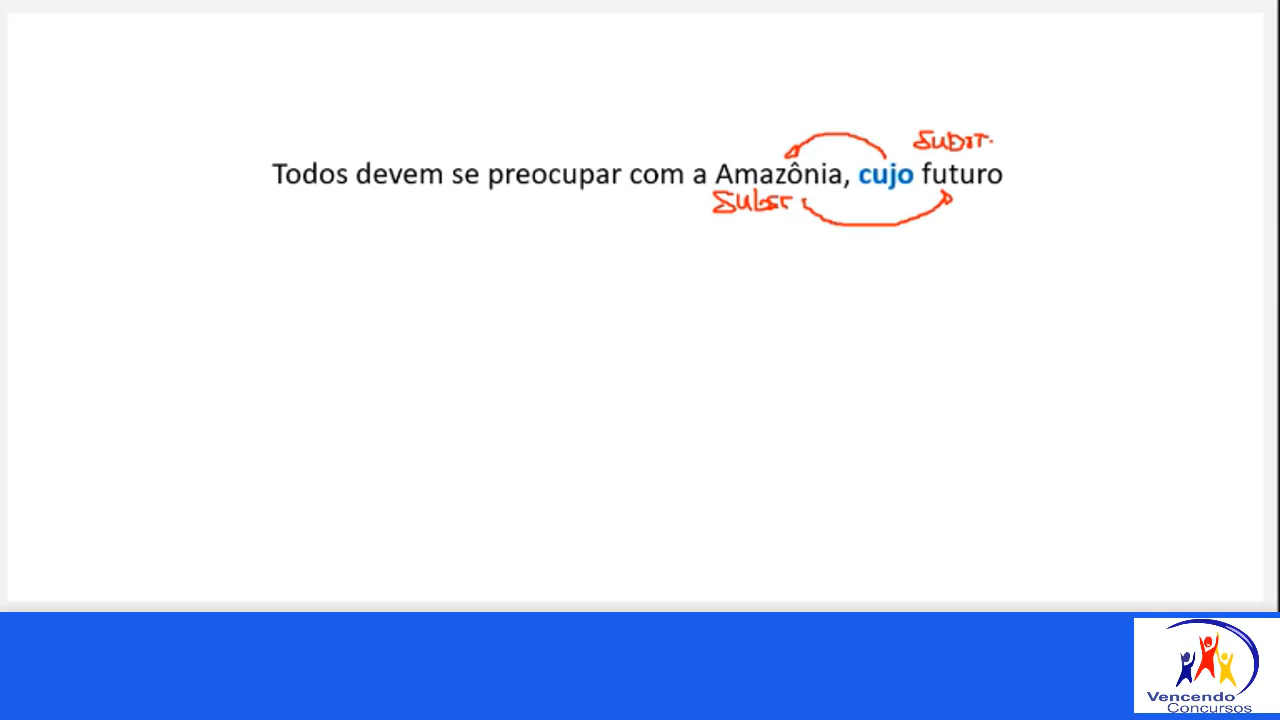 SUBST.
Todos devem se preocupar com a Amazônia, cujo futuro
SUBST
Vencendo
Concursos